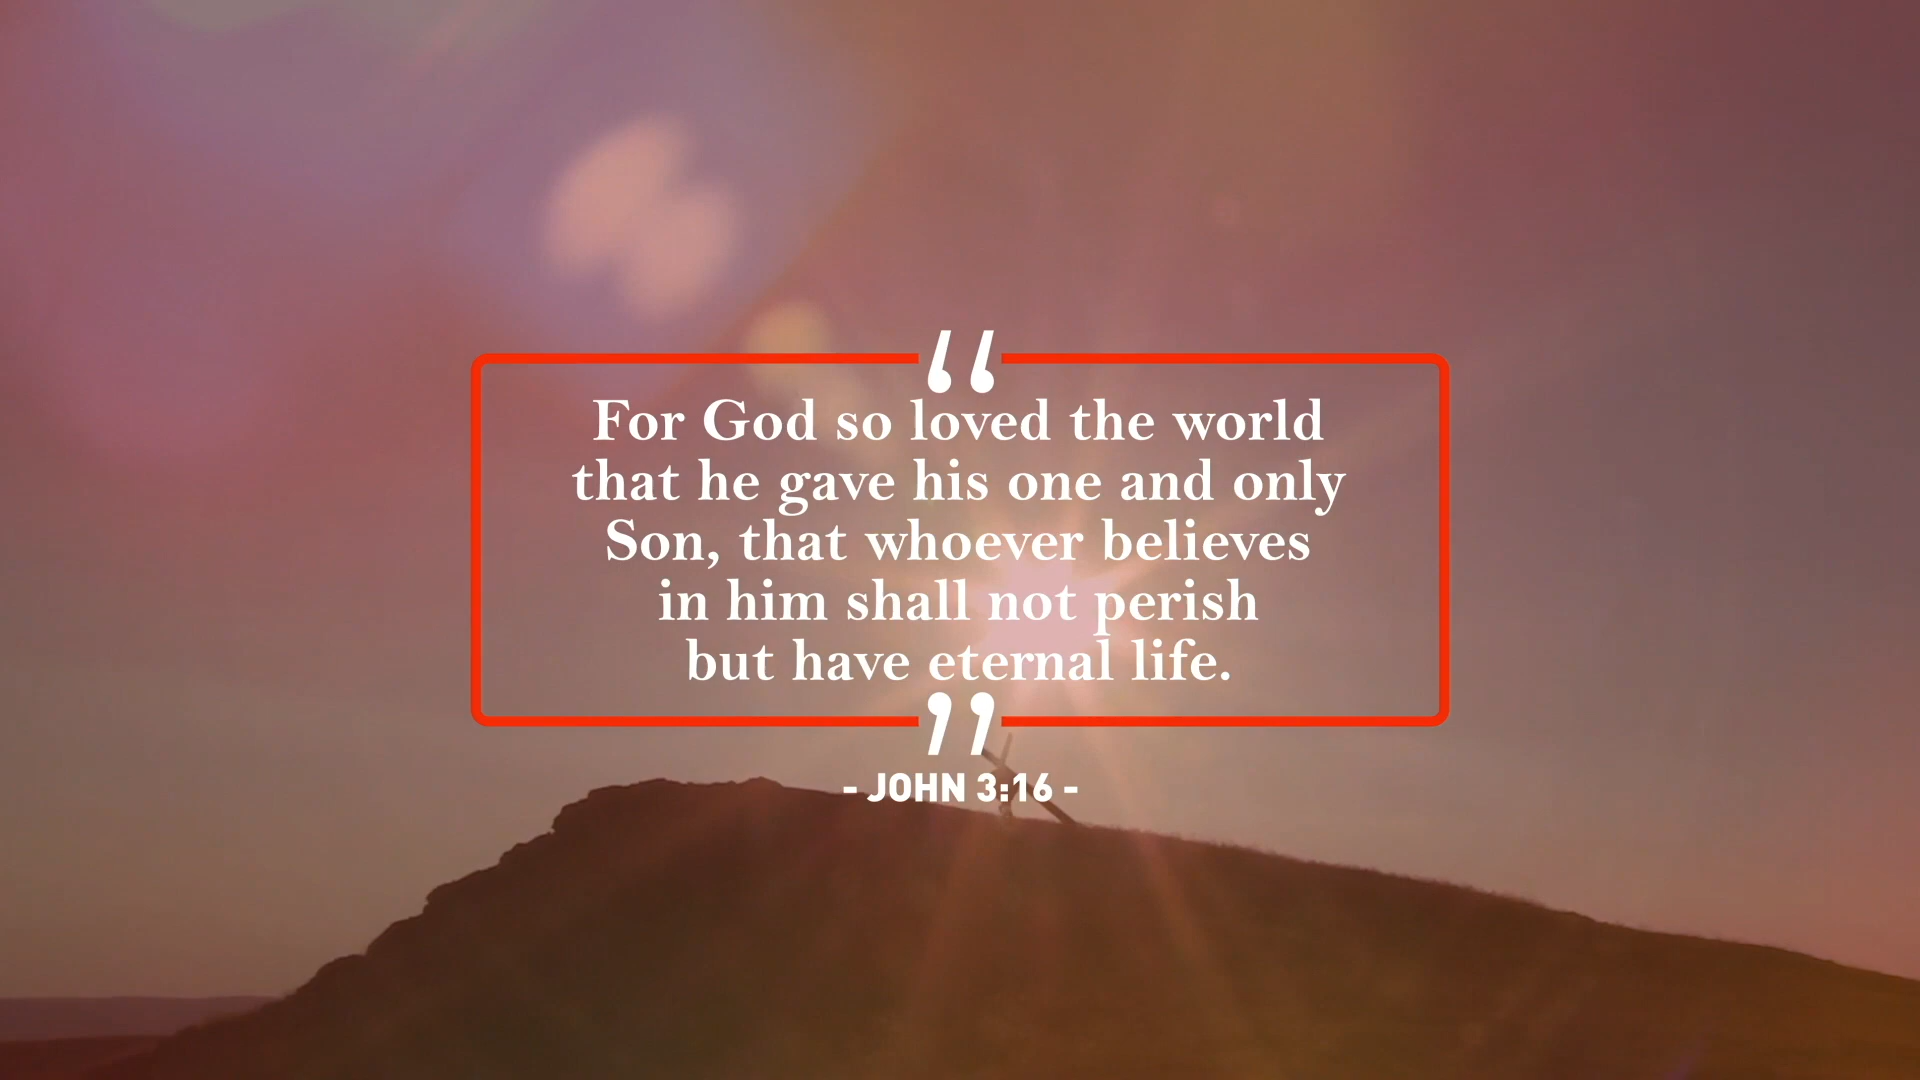 “
For God so loved the world
that he gave his one and only
Son, that whoever believes
in him shall not perish
but have eternal life.
”
- JOHN 3:16 -